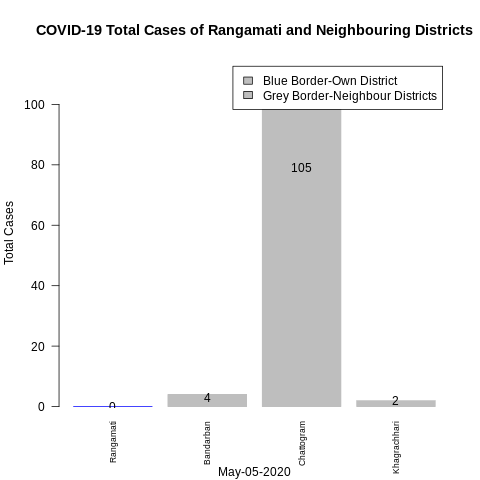 COVID-19 Total Cases of Rangamati and Neighbouring Districts
Blue Border-Own District
Grey Border-Neighbour Districts
Total Cases
100
80
60
40
20
0
0
4
105
2
Rangamati
Bandarban
Chattogram
Khagrachhari
May-05-2020